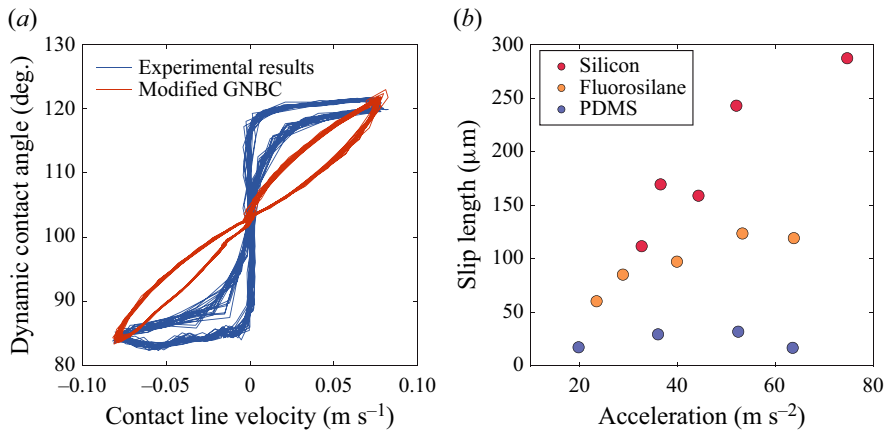 (a)
130
120
110
100
90
80
Dynamic contact angle (deg.)
Experimental results
Modified GNBC
–0.10
–0.05
0
0.05
0.10
Contact line velocity (m s⁻¹)
(b)
300
250
200
150
100
50
0
Slip length (μm)
Silicon
Fluorosilane
PDMS
20
40
60
80
Acceleration (m s⁻²)